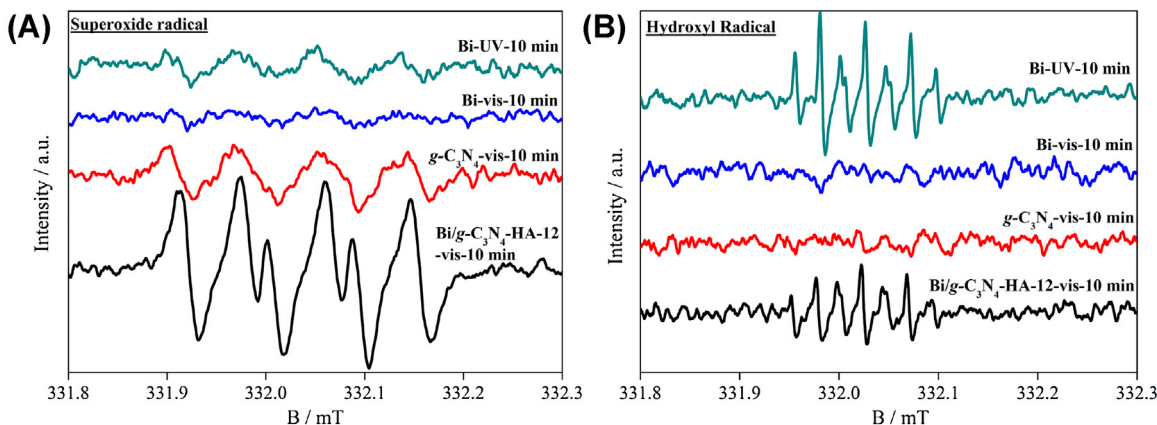 (A)
Superoxide radical
Bi-UV-10 min
Bi-vis-10 min
g-C3N4-vis-10 min
Bi/g-C3N4-HA-12
-vis-10 min
Intensity / a.u.
331.8 331.9 332.0 332.1 332.2 332.3
B / mT
(B)
Hydroxyl Radical
Bi-UV-10 min
Bi-vis-10 min
g-C3N4-vis-10 min
Bi/g-C3N4-HA-12-vis-10 min
Intensity / a.u.
331.8 331.9 332.0 332.1 332.2 332.3
B / mT